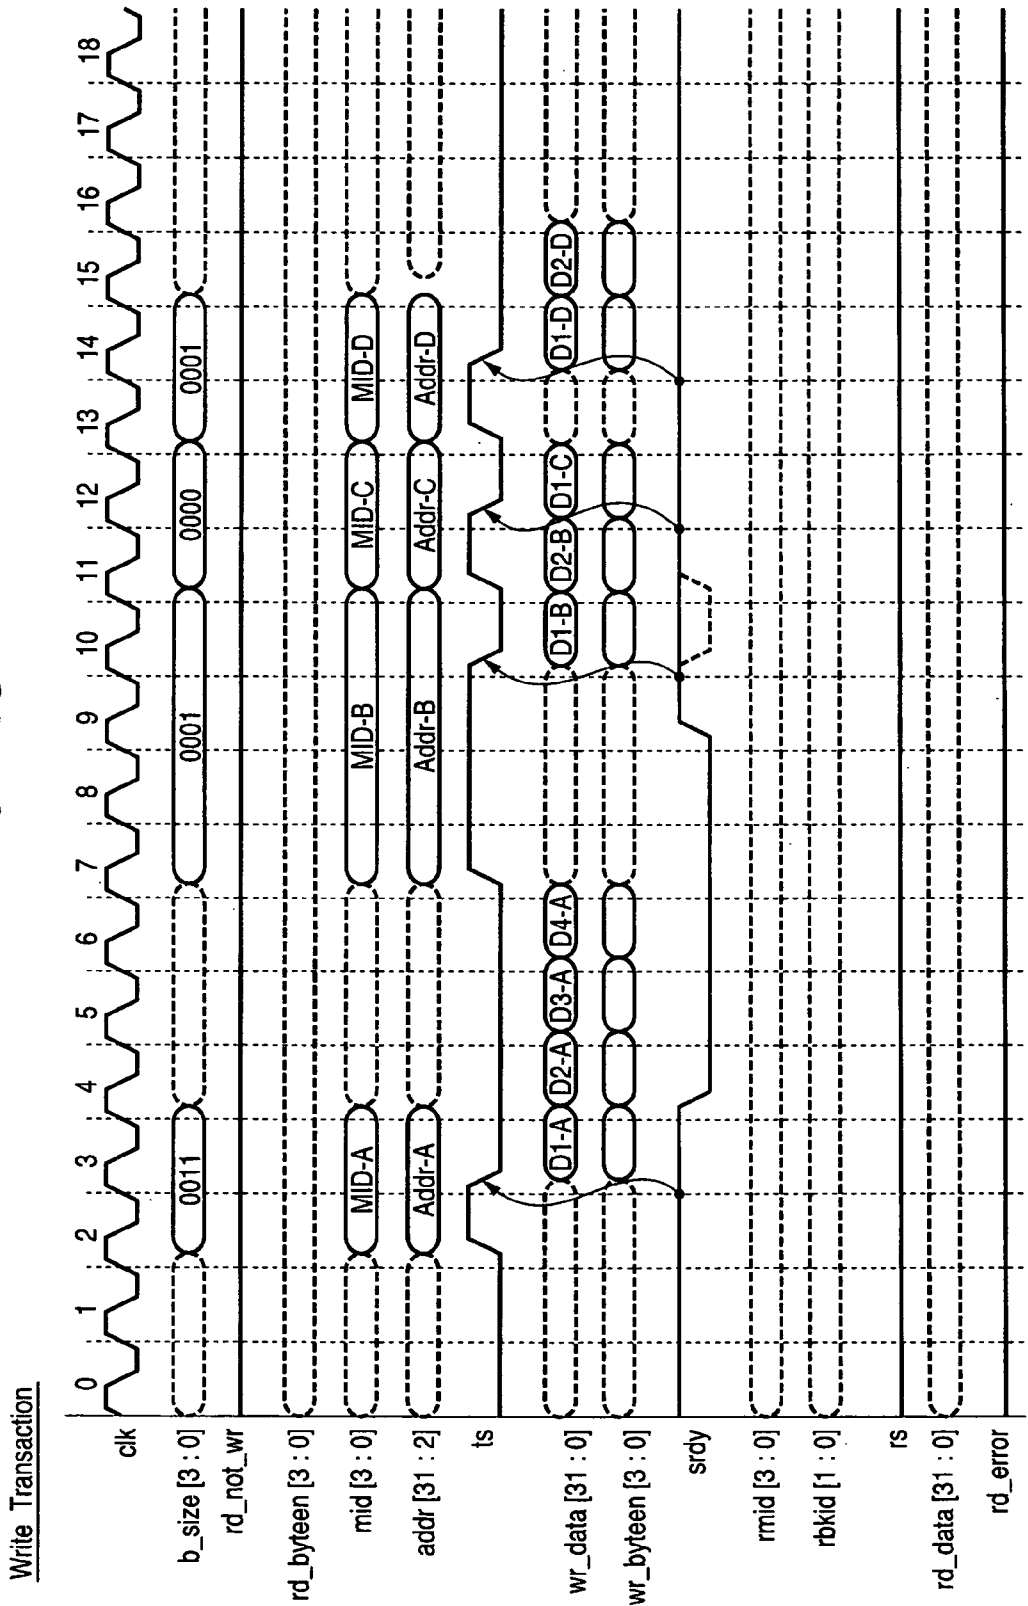 Write Transaction
0 1 2 3 4 5 6 7 8 9 10 11 12 13 14 15 16 17 18
clk
b_size [3 : 0] 0011 0001 0000 0001
rd_not_wr
rd_byteen [3 : 0]
mid [3 : 0] MID-A MID-B MID-C MID-D
addr [31 : 2] Addr-A Addr-B Addr-C Addr-D
ts
wr_data [31 : 0] D1-A D2-A D3-A D4-A D1-B D2-B D1-C D1-D D2-D
wr_byteen [3 : 0]
srdy
rmid [3 : 0]
rbkid [1 : 0]
rs
rd_data [31 : 0]
rd_error